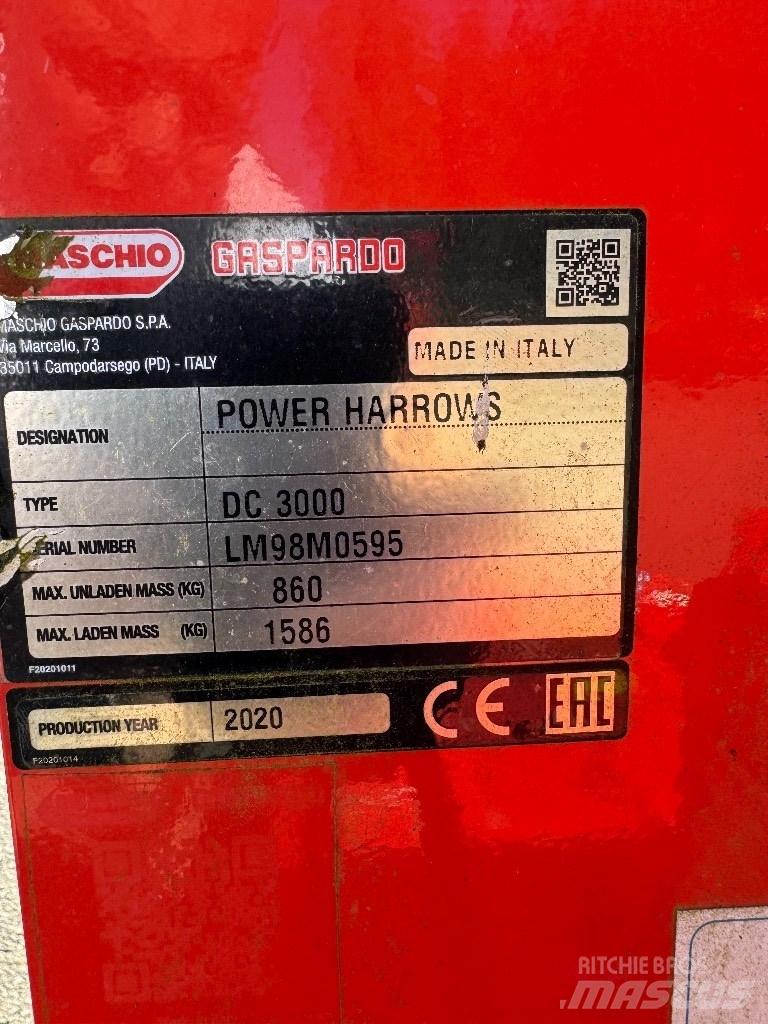 MASCHIO GASPARDO
MASCHIO GASPARDO S.P.A.
Via Marcello, 73
35011 Campodarsego (PD) - ITALY
MADE IN ITALY
DESIGNATION POWER HARROWS
TYPE DC 3000
SERIAL NUMBER LM98M0595
MAX. UNLADEN MASS (KG) 860
MAX. LADEN MASS (KG) 1586
F20201011
PRODUCTION YEAR 2020
CE EAC
F20201014
RITCHIE BROS
MASCUS